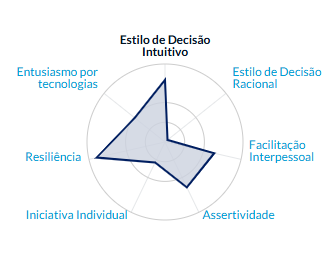 Estilo de Decisão
Intuitivo
Entusiasmo por
tecnologias
Estilo de Decisão
Racional
Resiliência
Facilitação
Interpessoal
Iniciativa Individual
Assertividade